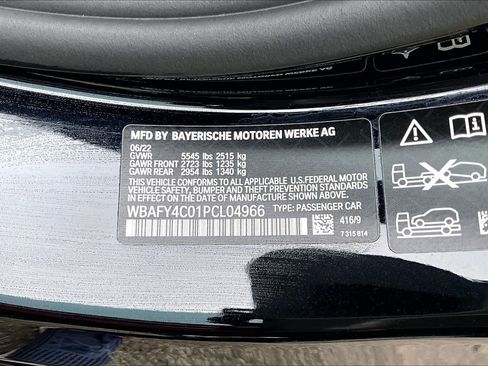 MFD BY BAYERISCHE MOTOREN WERKE AG
06/22
GVWR 5545 lbs 2515 kg
GAWR FRONT 2723 lbs 1235 kg
GAWR REAR 2954 lbs 1340 kg
THIS VEHICLE CONFORMS TO ALL APPLICABLE U.S.FEDERAL MOTOR
VEHICLE SAFETY, BUMPER, AND THEFT PREVENTION STANDARDS IN
EFFECT ON THE DATE OF MANUFACTURE SHOWN ABOVE.
WBAFY4C01PCL04966 TYPE: PASSENGER CAR
416/9
7 315 814